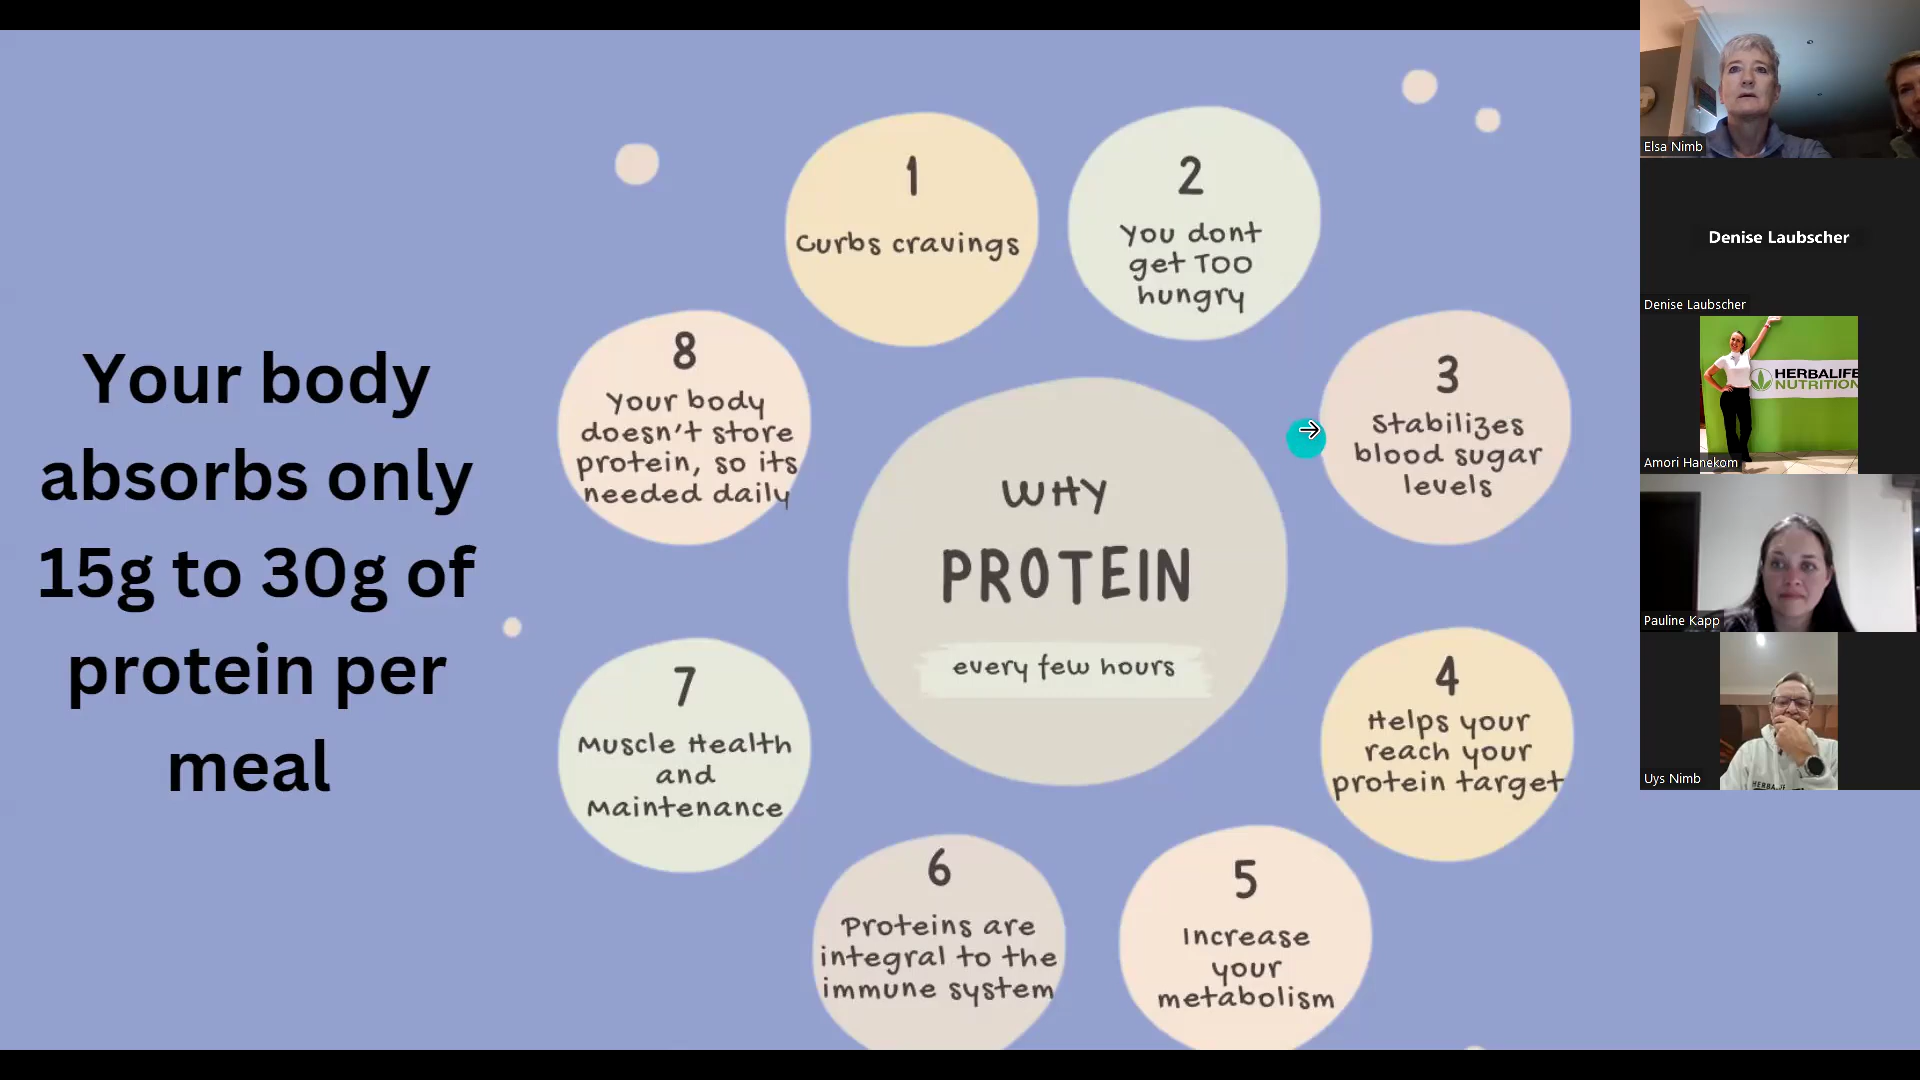 Your body
absorbs only
15g to 30g of
protein per
meal
WHY
PROTEIN
every few hours
1
Curbs cravings
2
You dont
get TOO
hungry
3
Stabilizes
blood sugar
levels
4
Helps your
reach your
protein target
5
Increase
your
metabolism
6
Proteins are
integral to the
immune system
7
Muscle Health
and
Maintenance
8
Your body
doesn't store
protein, so its
needed daily
Elsa Nimb
Denise Laubscher
Denise Laubscher
HERBALIFE
NUTRITION
Amori Hanekom
Pauline Kapp
Uys Nimb